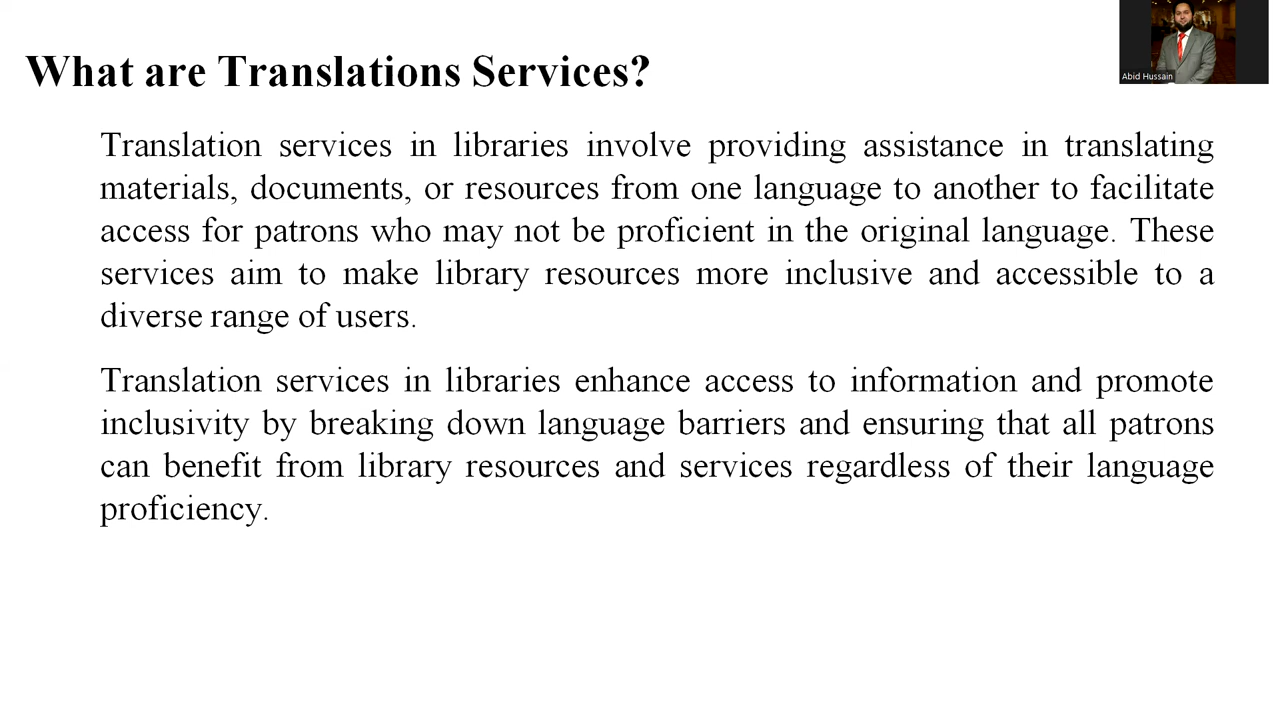 What are Translations Services?
Abid Hussain
Translation services in libraries involve providing assistance in translating
materials, documents, or resources from one language to another to facilitate
access for patrons who may not be proficient in the original language. These
services aim to make library resources more inclusive and accessible to a
diverse range of users.
Translation services in libraries enhance access to information and promote
inclusivity by breaking down language barriers and ensuring that all patrons
can benefit from library resources and services regardless of their language
proficiency.